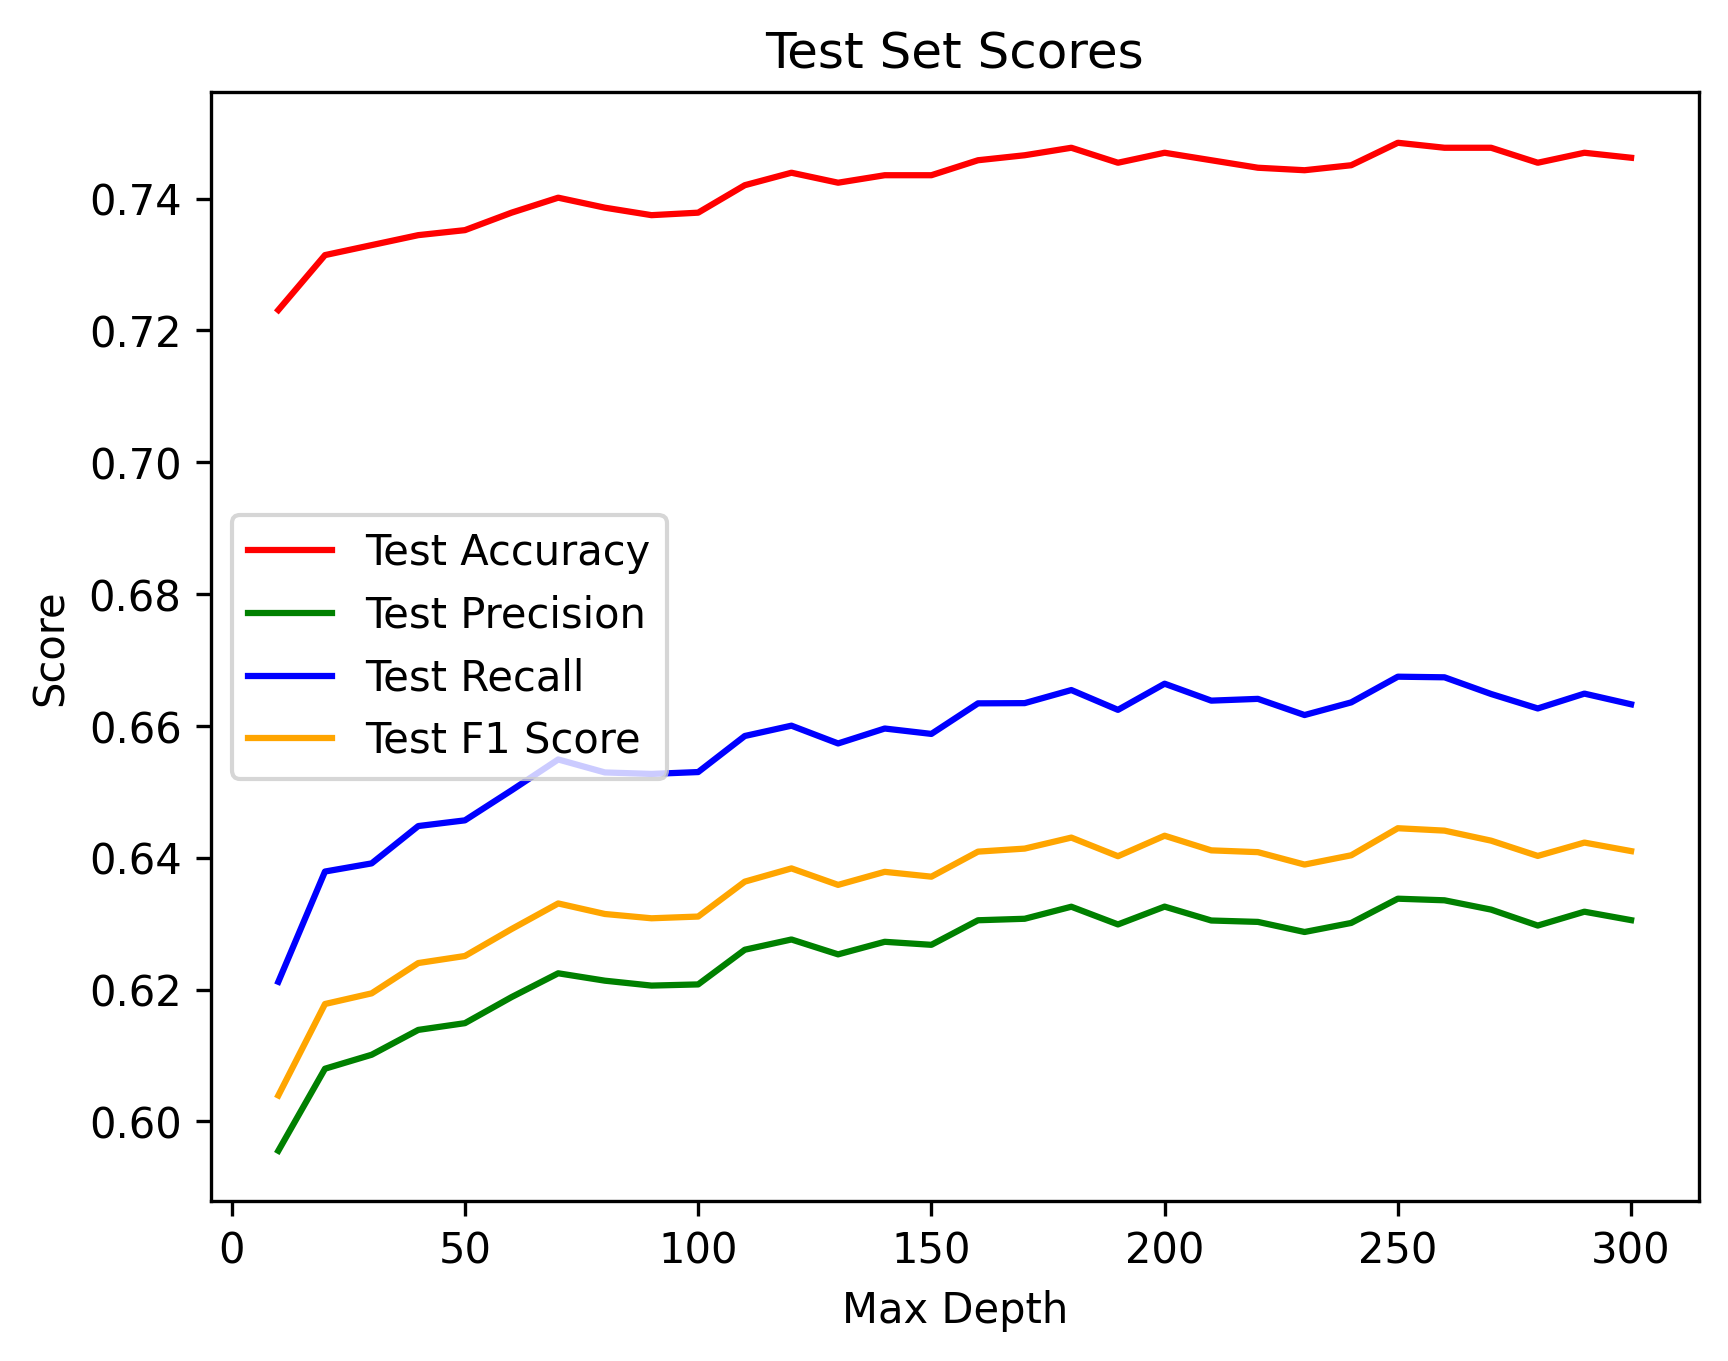 Test Set Scores
Score
0.74
0.72
0.70
0.68
0.66
0.64
0.62
0.60
Test Accuracy
Test Precision
Test Recall
Test F1 Score
0 50 100 150 200 250 300
Max Depth